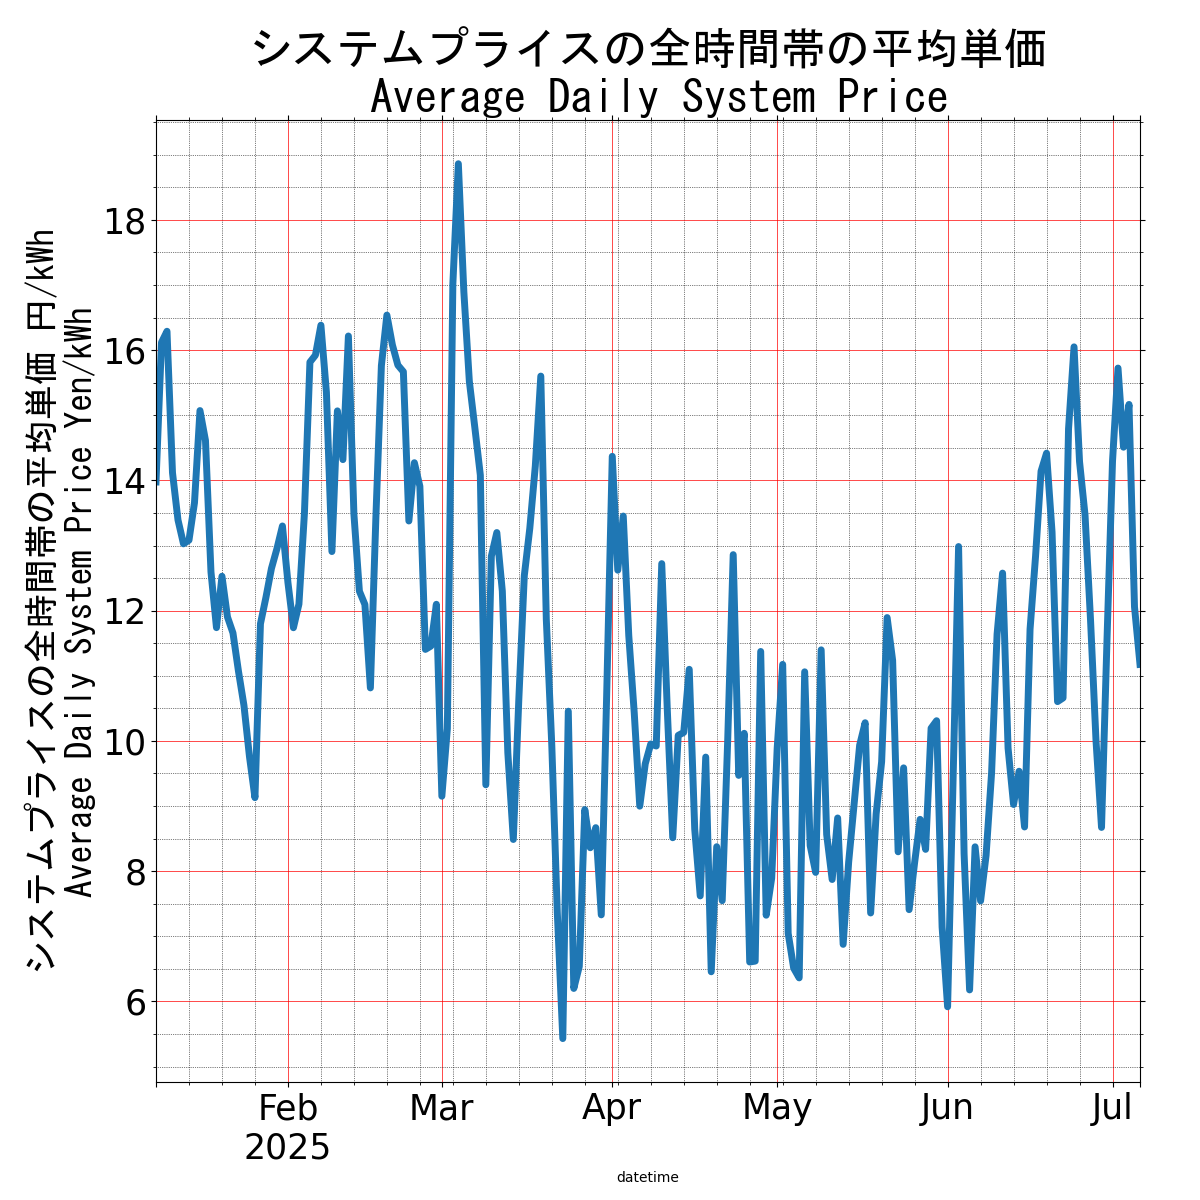 システムプライスの全時間帯の平均単価
Average Daily System Price
システムプライスの全時間帯の平均単価 円/kWh
Average Daily System Price Yen/kWh
18
16
14
12
10
8
6
Feb
2025
Mar
Apr
May
Jun
Jul
datetime